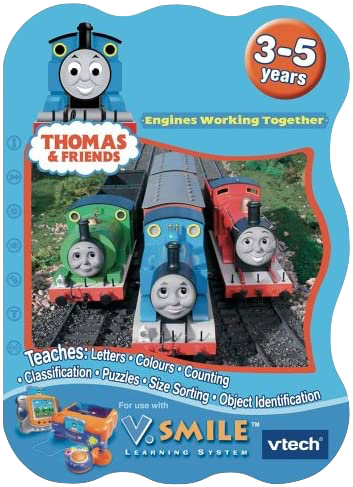 3-5
years
Engines Working Together
THOMAS
& FRIENDS
Teaches: Letters • Colours • Counting
• Classification • Puzzles • Size Sorting • Object Identification
For use with
V.SMILE™
LEARNING SYSTEM
vtech®